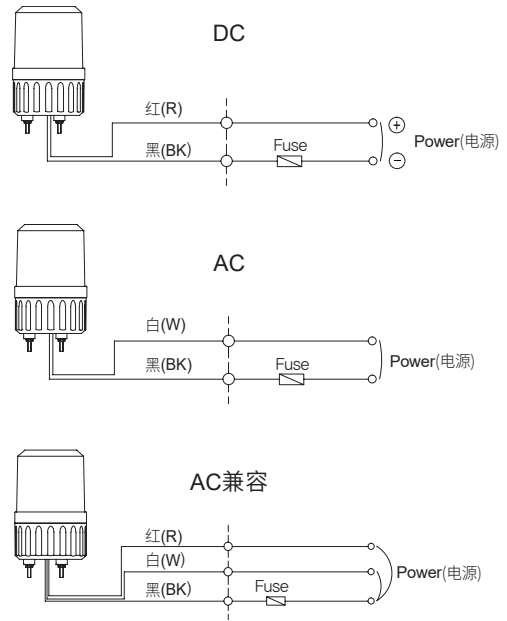 DC
红(R)
黑(BK)
Fuse
⊕
⊖
Power(电源)
AC
白(W)
黑(BK)
Fuse
Power(电源)
AC兼容
红(R)
白(W)
黑(BK)
Fuse
Power(电源)